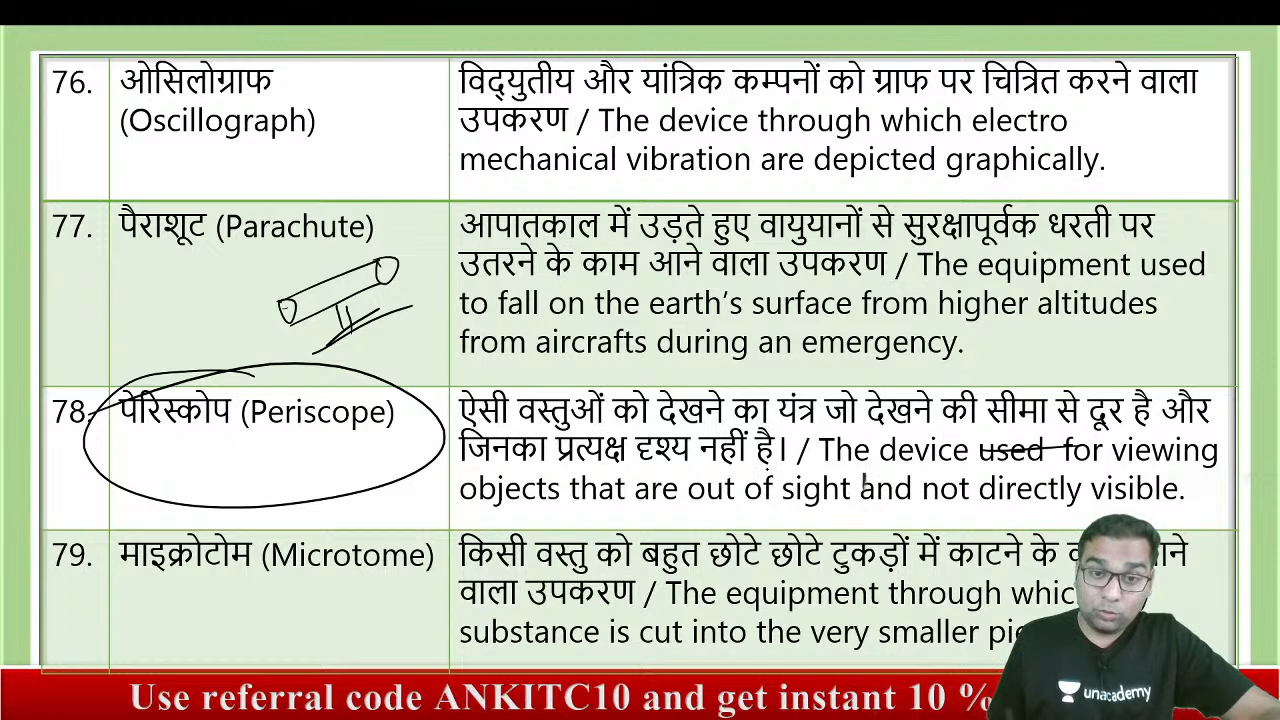 76. ओसिलोग्राफ
(Oscillograph)
विद्‌युतीय और यांत्रिक कम्पनों को ग्राफ पर चित्रित करने वाला
उपकरण / The device through which electro
mechanical vibration are depicted graphically.
77. पैराशूट (Parachute)
आपातकाल में उड़ते हुए वायुयानों से सुरक्षापूर्वक धरती पर
उतरने के काम आने वाला उपकरण / The equipment used
to fall on the earth’s surface from higher altitudes
from aircrafts during an emergency.
78. पेरिस्कोप (Periscope)
ऐसी वस्तुओं को देखने का यंत्र जो देखने की सीमा से दूर है और
जिनका प्रत्यक्ष दृश्य नहीं है। / The device used for viewing
objects that are out of sight and not directly visible.
79. माइक्रोटोम (Microtome)
किसी वस्तु को बहुत छोटे छोटे टुकड़ों में काटने के
वाला उपकरण / The equipment through
substance is cut into the very smaller
Use referral code ANKITC10 and get instant 10 %
unacademy